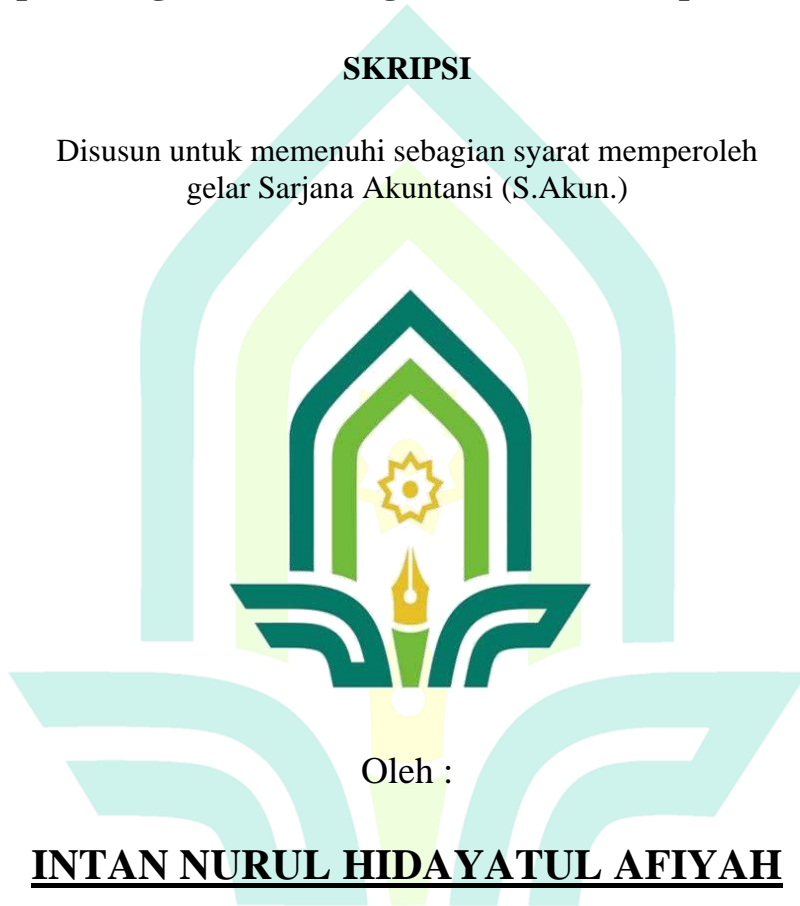 SKRIPSI
Disusun untuk memenuhi sebagian syarat memperoleh
gelar Sarjana Akuntansi (S.Akun.)
Oleh :
INTAN NURUL HIDAYATUL AFIYAH